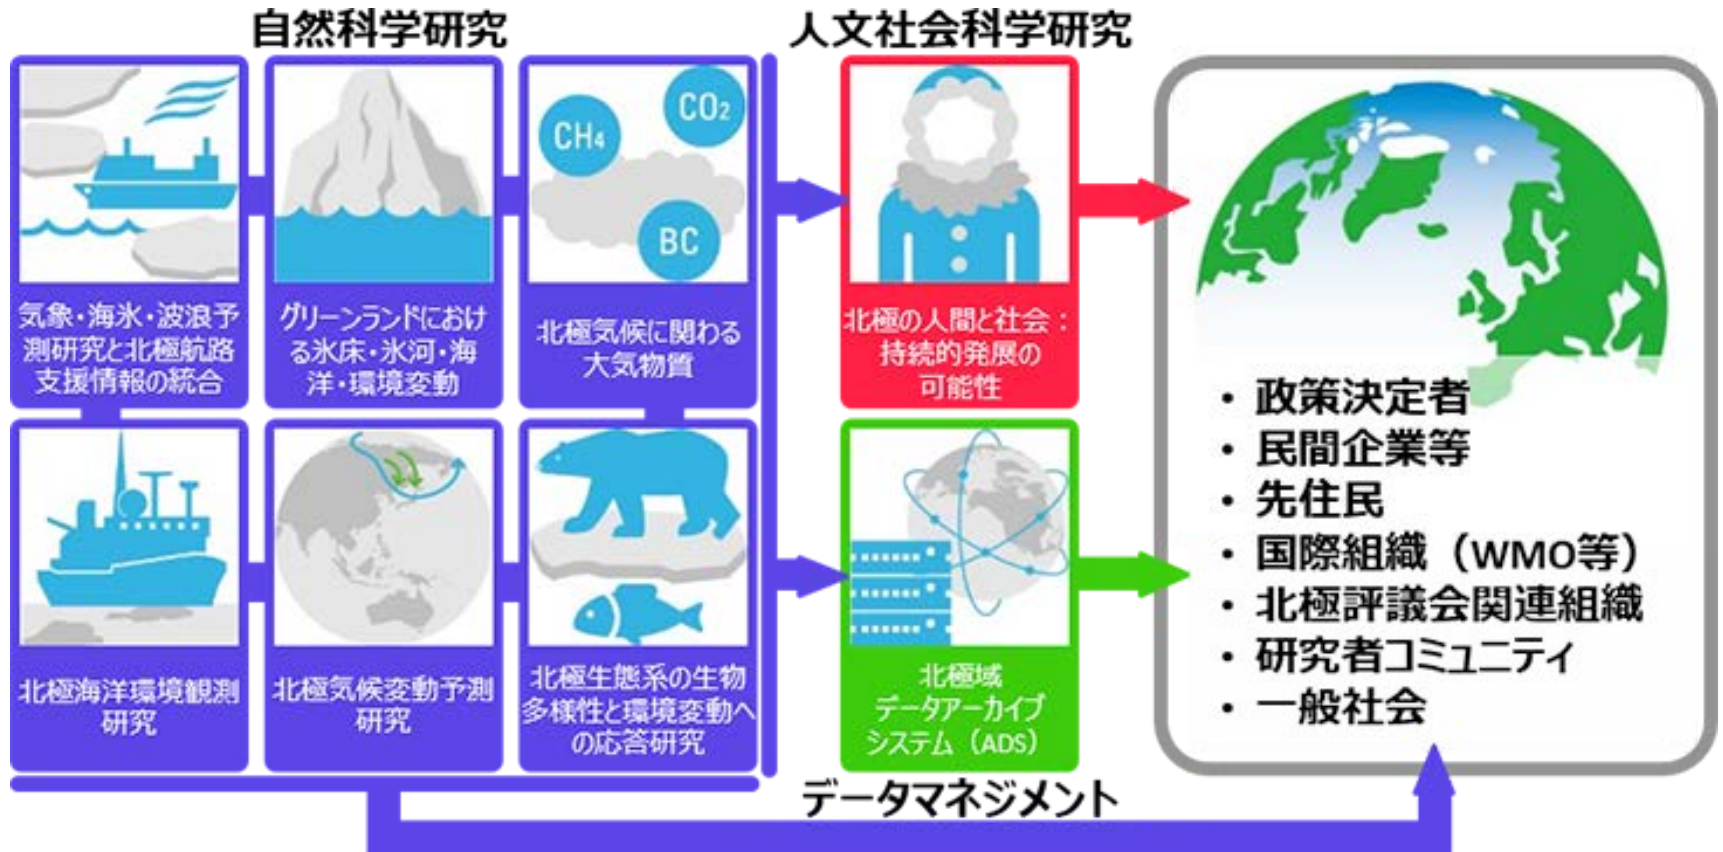 自然科学研究
人文社会科学研究
CH₄
CO₂
BC
気象・海氷・波浪予
測研究と北極航路
支援情報の統合
グリーンランドにおけ
る氷床・氷河・海
洋・環境変動
北極気候に関わる
大気物質
北極の人間と社会：
持続的発展の
可能性
北極海洋環境観測
研究
北極気候変動予測
研究
北極生態系の生物
多様性と環境変動へ
の応答研究
北極域
データアーカイブ
システム（ADS）
データマネジメント
・政策決定者
・民間企業等
・先住民
・国際組織（WMO等）
・北極評議会関連組織
・研究者コミュニティ
・一般社会